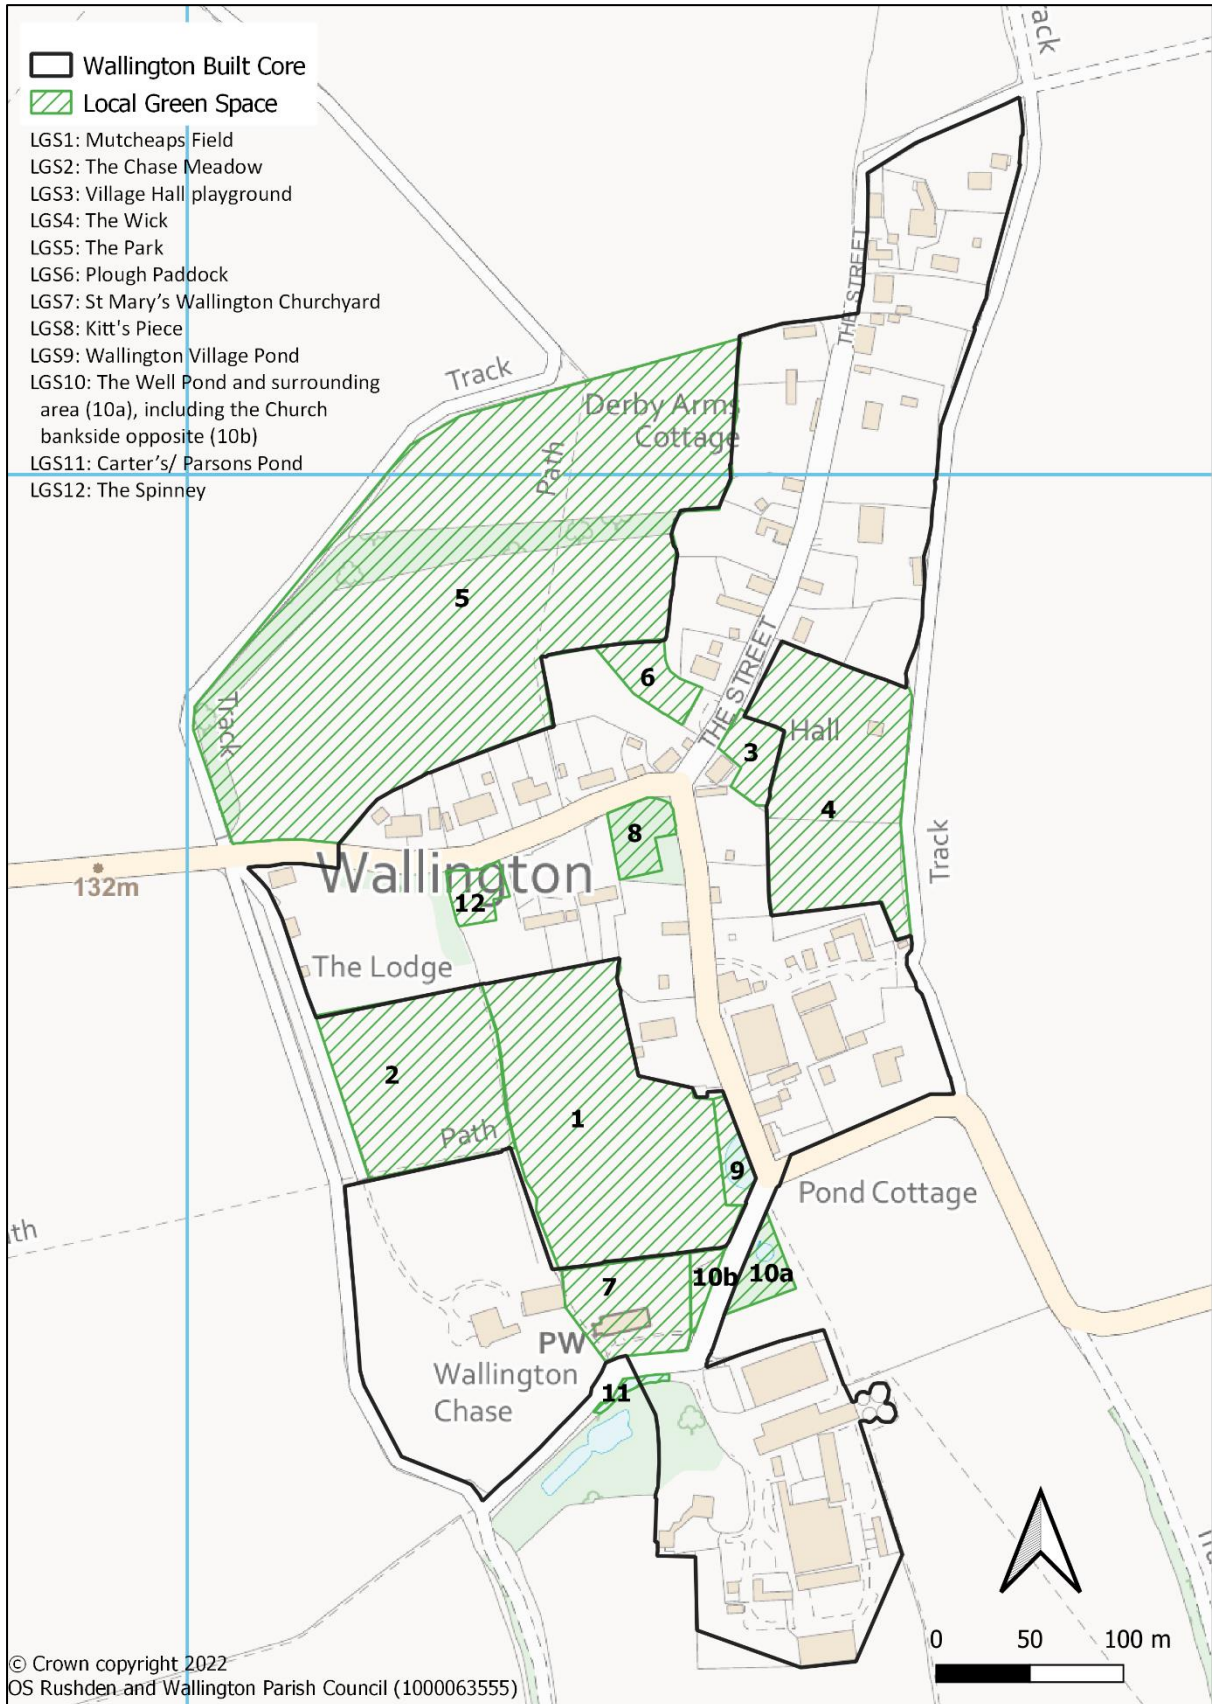 Wallington Built Core
Local Green Space
LGS1: Mutcheaps Field
LGS2: The Chase Meadow
LGS3: Village Hall playground
LGS4: The Wick
LGS5: The Park
LGS6: Plough Paddock
LGS7: St Mary's Wallington Churchyard
LGS8: Kitt's Piece
LGS9: Wallington Village Pond
LGS10: The Well Pond and surrounding
area (10a), including the Church
bankside opposite (10b)
LGS11: Carter's/ Parsons Pond
LGS12: The Spinney
rack
THE STREET
Track
Derby Arms
Cottage
Path
5
6
THE STREET
Track
3
Hall
4
8
Track
132m
Wallington
12
The Lodge
2
1
Path
9
Pond Cottage
ith
10b
10a
7
PW
Wallington
Chase
11
Tra
0 50 100 m
© Crown copyright 2022
OS Rushden and Wallington Parish Council (1000063555)